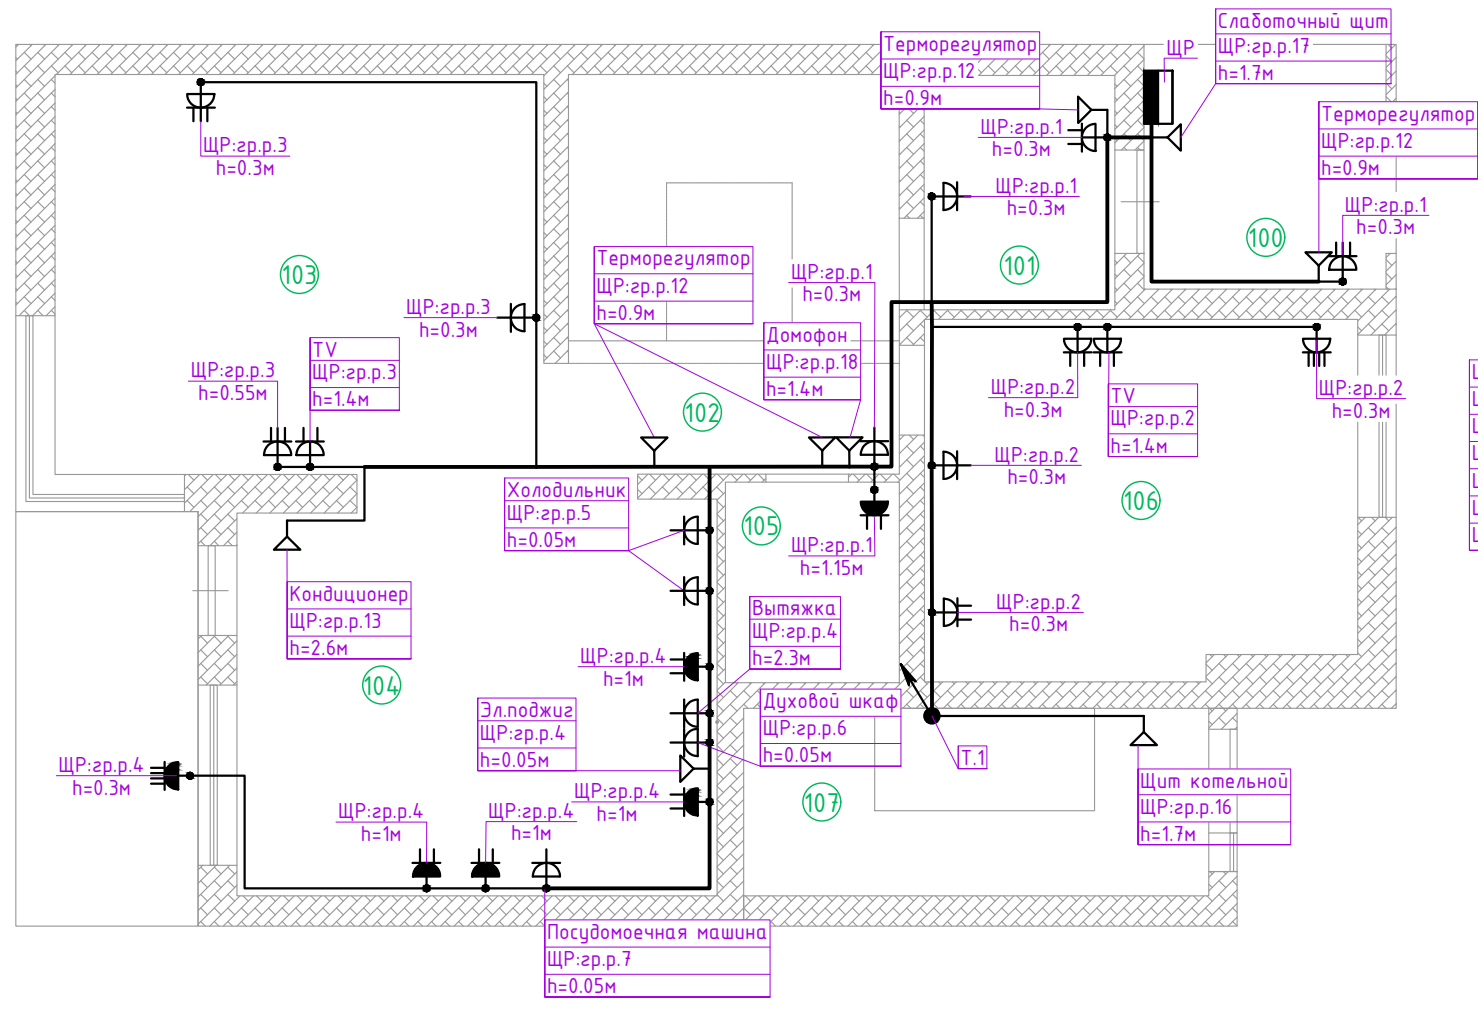 Слаботочный щит
ЩР:гр.р.17
h=1.7м
ЩР
Терморегулятор
ЩР:гр.р.12
h=0.9м
Терморегулятор
ЩР:гр.р.12
h=0.9м
ЩР:гр.р.1
h=0.3м
ЩР:гр.р.3
h=0.3м
ЩР:гр.р.1
h=0.3м
ЩР:гр.р.1
h=0.3м
100
101
103
Терморегулятор
ЩР:гр.р.12
h=0.9м
ЩР:гр.р.1
h=0.3м
ЩР:гр.р.3
h=0.3м
Домофон
ЩР:гр.р.18
h=1.4м
TV
ЩР:гр.р.3
h=1.4м
ЩР:гр.р.3
h=0.55м
102
ЩР:гр.р.2
h=0.3м
TV
ЩР:гр.р.2
h=1.4м
ЩР:гр.р.2
h=0.3м
ЩР:гр.р.2
h=0.3м
106
Холодильник
ЩР:гр.р.5
h=0.05м
105
ЩР:гр.р.1
h=1.15м
Кондиционер
ЩР:гр.р.13
h=2.6м
Вытяжка
ЩР:гр.р.4
h=2.3м
ЩР:гр.р.2
h=0.3м
ЩР:гр.р.4
h=1м
104
Эл.поджиг
ЩР:гр.р.4
h=0.05м
Духовой шкаф
ЩР:гр.р.6
h=0.05м
Т.1
ЩР:гр.р.4
h=0.3м
ЩР:гр.р.4
h=1м
ЩР:гр.р.4
h=1м
ЩР:гр.р.4
h=1м
107
Щит котельной
ЩР:гр.р.16
h=1.7м
Посудомоечная машина
ЩР:гр.р.7
h=0.05м